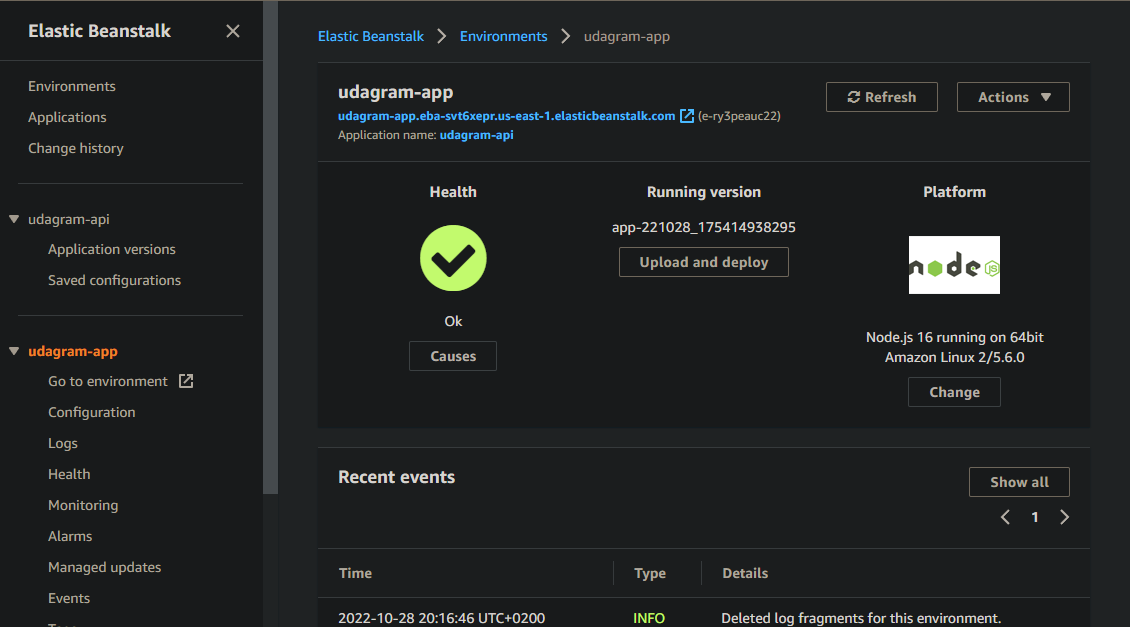 Elastic Beanstalk
Environments
Applications
Change history
udagram-api
Application versions
Saved configurations
udagram-app
Go to environment
Configuration
Logs
Health
Monitoring
Alarms
Managed updates
Events
Elastic Beanstalk > Environments > udagram-app
udagram-app
Refresh
Actions
udagram-app.eba-svt6xepr.us-east-1.elasticbeanstalk.com (e-ry3peauc22)
Application name: udagram-api
Health
Ok
Causes
Running version
app-221028_175414938295
Upload and deploy
Platform
node JS
Node.js 16 running on 64bit
Amazon Linux 2/5.6.0
Change
Recent events
Show all
1
Time Type Details
2022-10-28 20:16:46 UTC+0200 INFO Deleted log fragments for this environment.